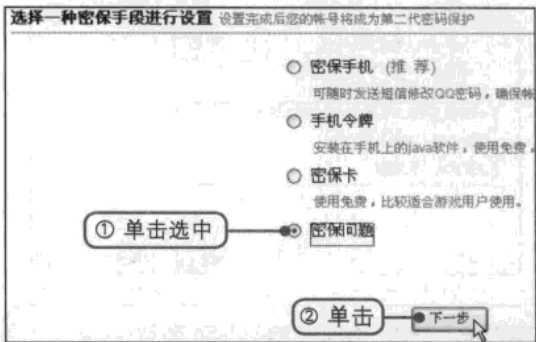 选择一种密保手段进行设置 设置完成后您的帐号将成为第二代密码保护
密保手机 (推 荐)
可随时发送短信修改QQ密码，确保帐
手机令牌
安装在手机上的java软件，使用免费，
密保卡
使用免费，比较适合游戏用户使用。
① 单击选中
密保问题
② 单击
下一步